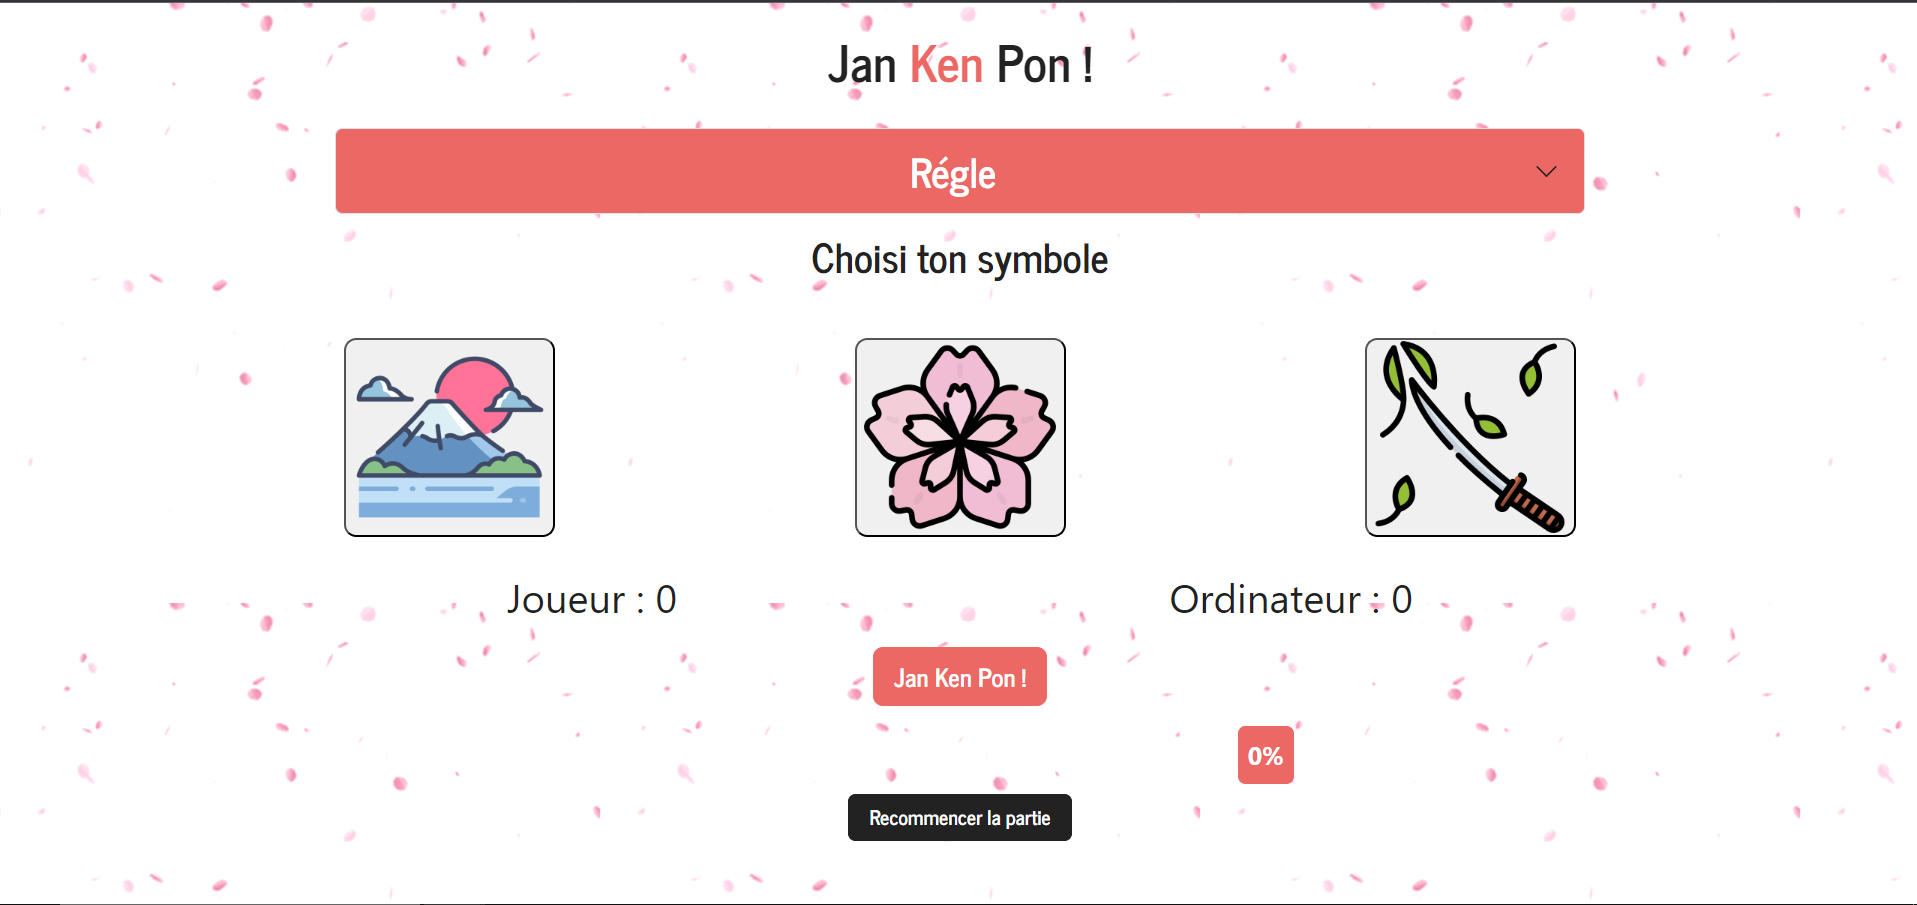 Jan Ken Pon !
Régle
Choisi ton symbole
Joueur : 0
Ordinateur : 0
Jan Ken Pon !
0%
Recommencer la partie